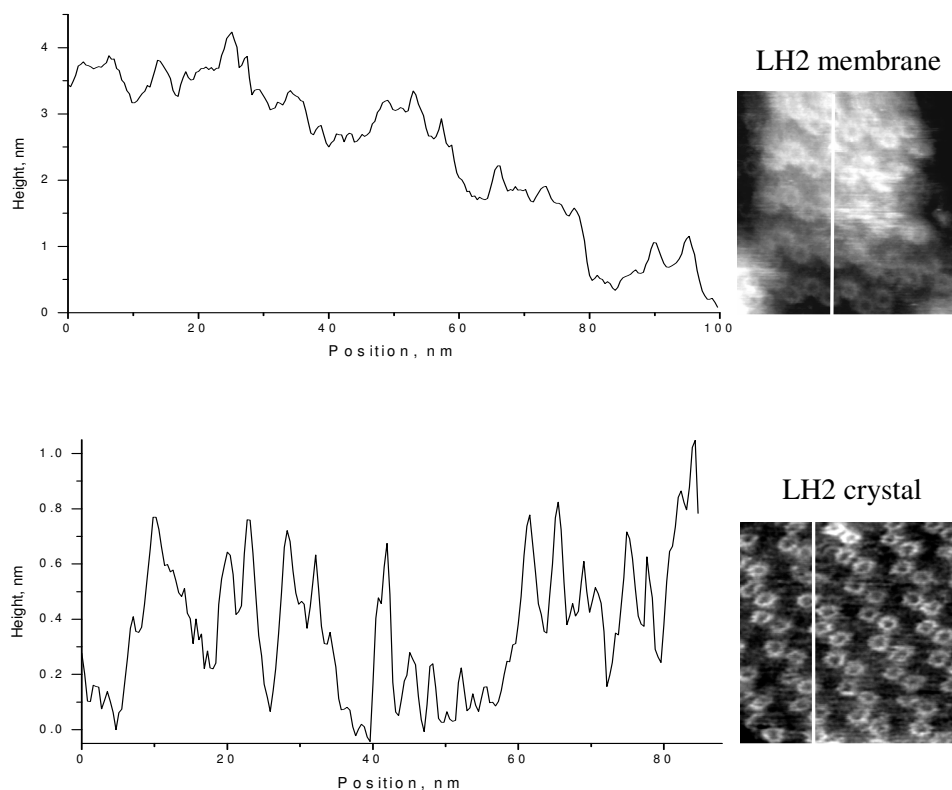 4
3
2
1
0
Height, nm
0 20 40 60 80 100
Position, nm
LH2 membrane
1.0
0.8
0.6
0.4
0.2
0.0
Height, nm
0 10 20 40 60 80
Position, nm
LH2 crystal